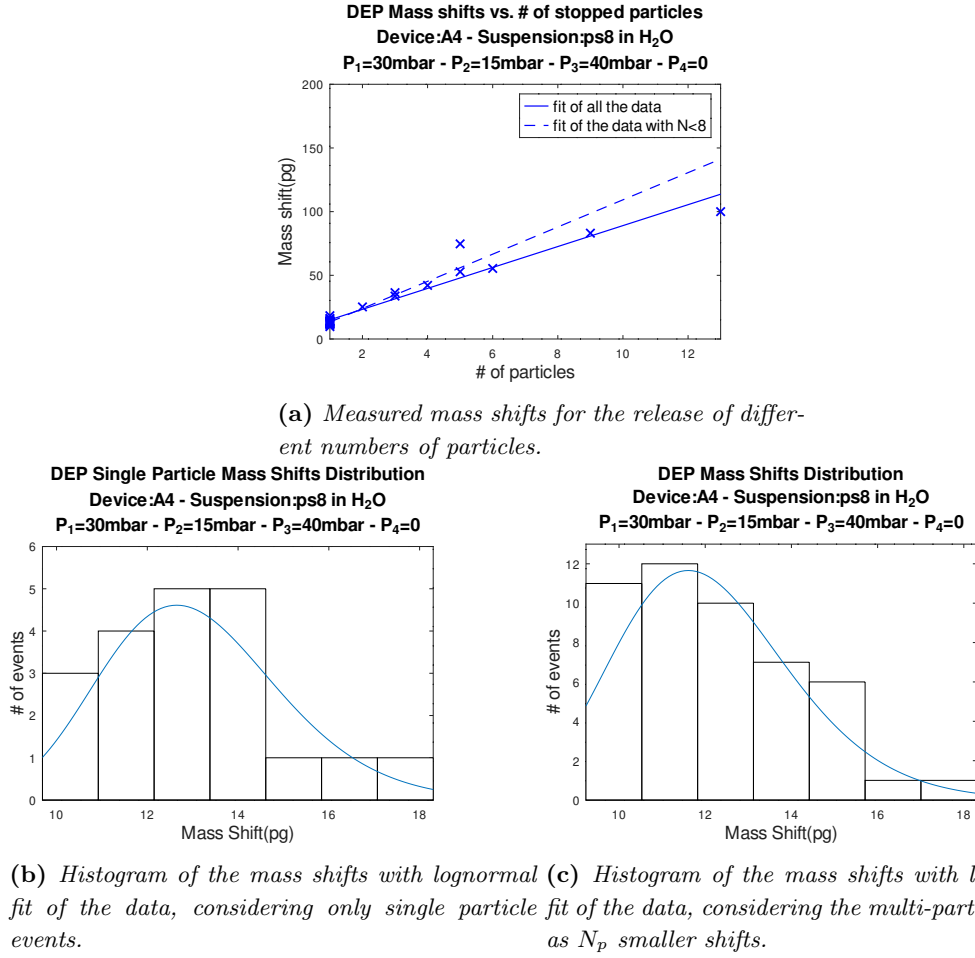 DEP Mass shifts vs. # of stopped particles
Device:A4 - Suspension:ps8 in H₂O
P₁=30mbar - P₂=15mbar - P₃=40mbar - P₄=0
200
150
100
50
0
Mass shift(pg)
fit of all the data
fit of the data with N<8
2 4 6 8 10 12
# of particles
(a) Measured mass shifts for the release of differ-
ent numbers of particles.
DEP Single Particle Mass Shifts Distribution
Device:A4 - Suspension:ps8 in H₂O
P₁=30mbar - P₂=15mbar - P₃=40mbar - P₄=0
6
5
4
3
2
1
0
# of events
10 12 14 16 18
Mass Shift(pg)
(b) Histogram of the mass shifts with lognormal
fit of the data, considering only single particle
events.
DEP Mass Shifts Distribution
Device:A4 - Suspension:ps8 in H₂O
P₁=30mbar - P₂=15mbar - P₃=40mbar - P₄=0
12
10
8
6
4
2
0
# of events
10 12 14 16 18
Mass Shift(pg)
(c) Histogram of the mass shifts with l
fit of the data, considering the multi-part
as Nₚ smaller shifts.